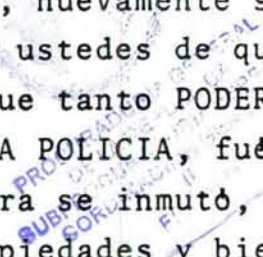 , nuevamente s
ustedes de qu
ue tanto PODER
A POLICIA, fué
ra se inmutó,
piedades y bie